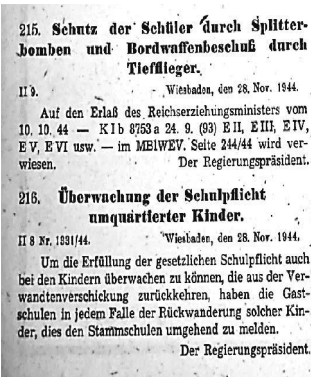 215. Schutz der Schüler durch Splitter-
bomben und Bordwaffenbeschuß durch
Tiefflieger.
II 9. Wiesbaden, den 28. Nov. 1944.
Auf den Erlaß des Reichserziehungsministers vom
10. 10. 44 — K I b 8753 a 24. 9. (93) E II, E III, E IV,
E V, E VI usw. — im MBlWEV. Seite 244/44 wird ver-
wiesen. Der Regierungspräsident.
216. Überwachung der Schulpflicht
umquartierter Kinder.
II 8 Nr. 1931/44. Wiesbaden, den 28. Nov. 1944.
Um die Erfüllung der gesetzlichen Schulpflicht auch
bei den Kindern überwachen zu können, die aus der Ver-
wandtenverschickung zurückkehren, haben die Gast-
schulen in jedem Falle der Rückwanderung solcher Kin-
der, dies den Stammschulen umgehend zu melden.
Der Regierungspräsident.